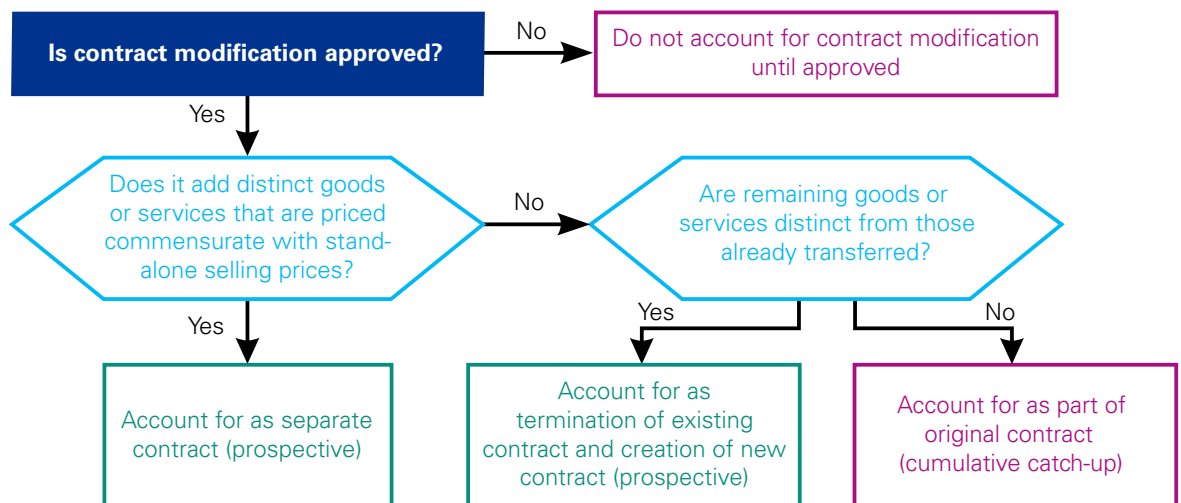 Is contract modification approved?
No
Do not account for contract modification
until approved
Yes
Does it add distinct goods
or services that are priced
commensurate with stand-
alone selling prices?
No
Are remaining goods or
services distinct from those
already transferred?
Yes
Yes
No
Account for as separate
contract (prospective)
Account for as
termination of existing
contract and creation of new
contract (prospective)
Account for as part of
original contract
(cumulative catch-up)